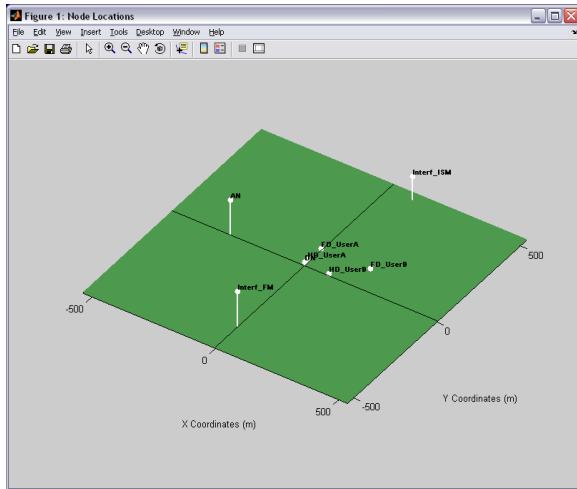 Figure 1: Node Locations
File Edit View Insert Tools Desktop Window Help
Interf_ISM
AN
FD_UserA
HD_UserA
HD_UserB
FD_UserB
Interf_FM
-500
0
500
X Coordinates (m)
-500
0
500
Y Coordinates (m)